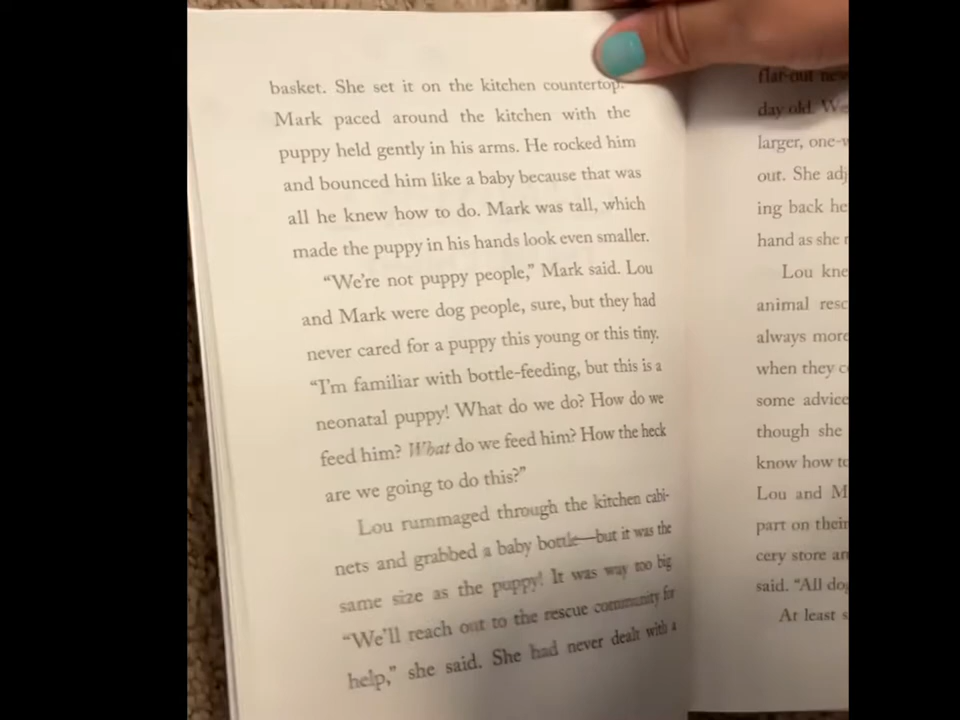 basket. She set it on the kitchen countertop.
Mark paced around the kitchen with the
puppy held gently in his arms. He rocked him
and bounced him like a baby because that was
all he knew how to do. Mark was tall, which
made the puppy in his hands look even smaller.
“We’re not puppy people,” Mark said. Lou
and Mark were dog people, sure, but they had
never cared for a puppy this young or this tiny.
“I’m familiar with bottle-feeding, but this is a
neonatal puppy! What do we do? How do we
feed him? What do we feed him? How the heck
are we going to do this?”
Lou rummaged through the kitchen cabi-
nets and grabbed a baby bottle—but it was the
same size as the puppy! It was way too big
“We’ll reach out to the rescue community for
help,” she said. She had never dealt with a
flat-out
day old. We
larger, one-
out. She adj
ing back he
hand as she
Lou kne
animal resc
always more
when they c
some advice
though she
know how to
Lou and M
part on their
cery store an
said. “All dog
At least s